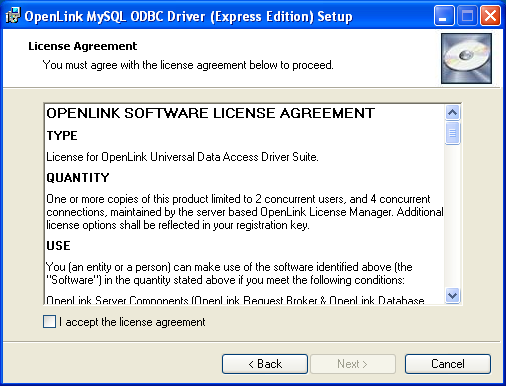 OpenLink MySQL ODBC Driver (Express Edition) Setup
License Agreement
You must agree with the license agreement below to proceed.
OPENLINK SOFTWARE LICENSE AGREEMENT
TYPE
License for OpenLink Universal Data Access Driver Suite.
QUANTITY
One or more copies of this product limited to 2 concurrent users, and 4 concurrent
connections, maintained by the server based OpenLink License Manager. Additional
license options shall be reflected in your registration key.
USE
You (an entity or a person) can make use of the software identified above (the
"Software") in the quantity stated above if you meet the following conditions:
OpenLink Server Components (OpenLink Request Broker & OpenLink Database
I accept the license agreement
< Back
Next >
Cancel